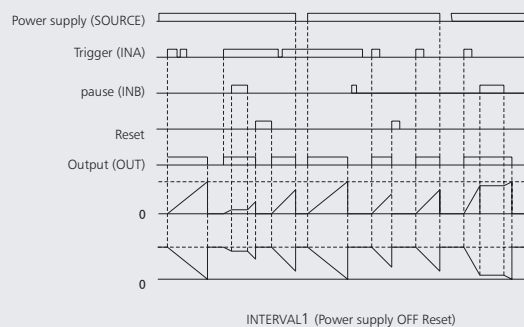 Power supply (SOURCE)
Trigger (INA)
pause (INB)
Reset
Output (OUT)
0
0
INTERVAL1 (Power supply OFF Reset)